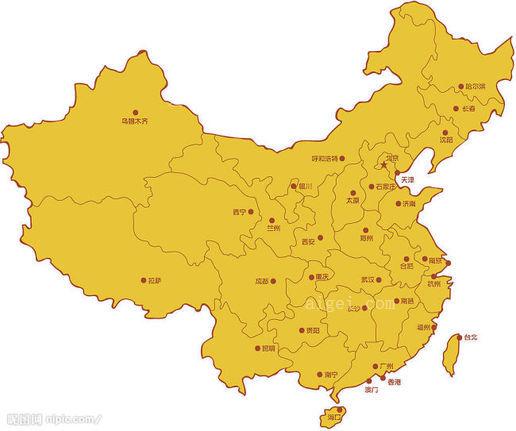 哈尔滨
长春
乌鲁木齐
沈阳
呼和浩特
北京
天津
银川
石家庄
太原
济南
西宁
兰州
郑州
西安
合肥
南京
拉萨
成都
重庆
武汉
杭州
aigei.com
南昌
长沙
贵阳
福州
台北
昆明
南宁
广州
香港
澳门
海口
昵图网 nipic.com/